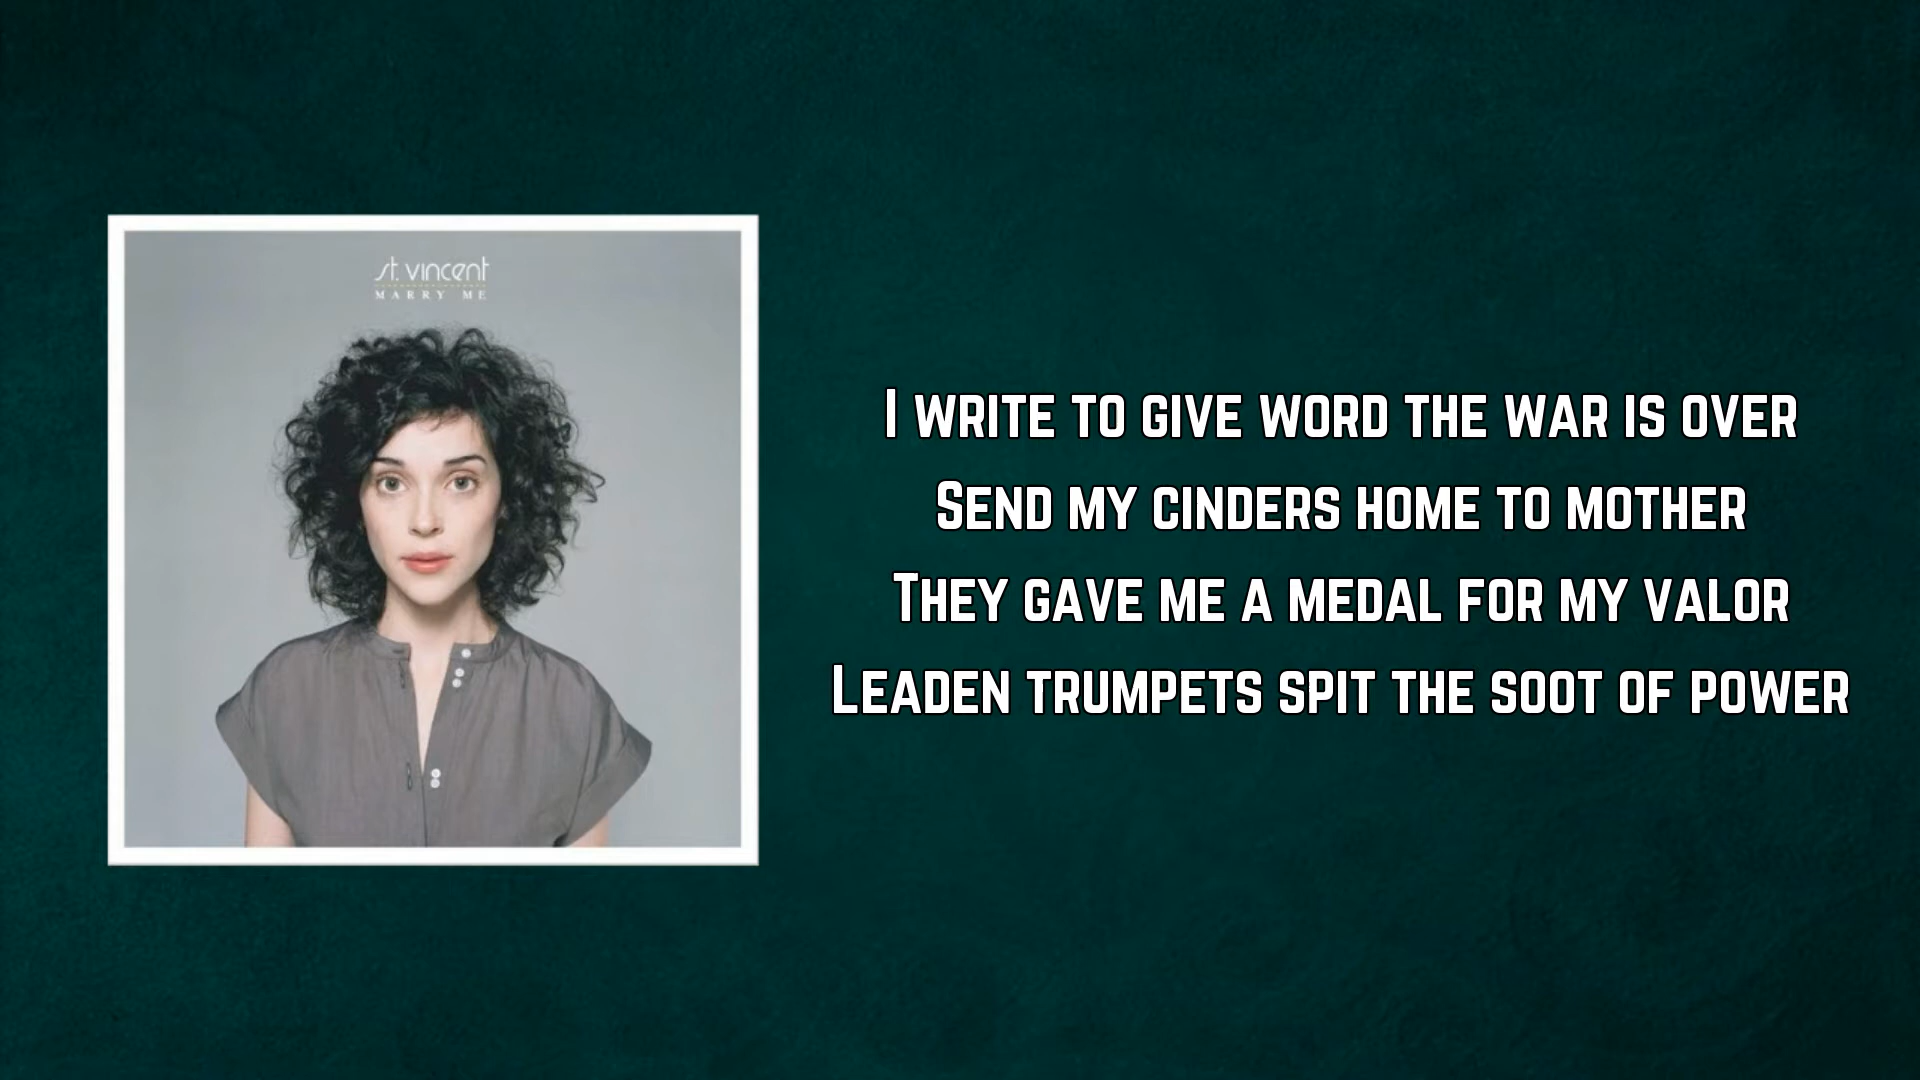 st. vincent
MARRY ME
I WRITE TO GIVE WORD THE WAR IS OVER
SEND MY CINDERS HOME TO MOTHER
THEY GAVE ME A MEDAL FOR MY VALOR
LEADEN TRUMPETS SPIT THE SOOT OF POWER